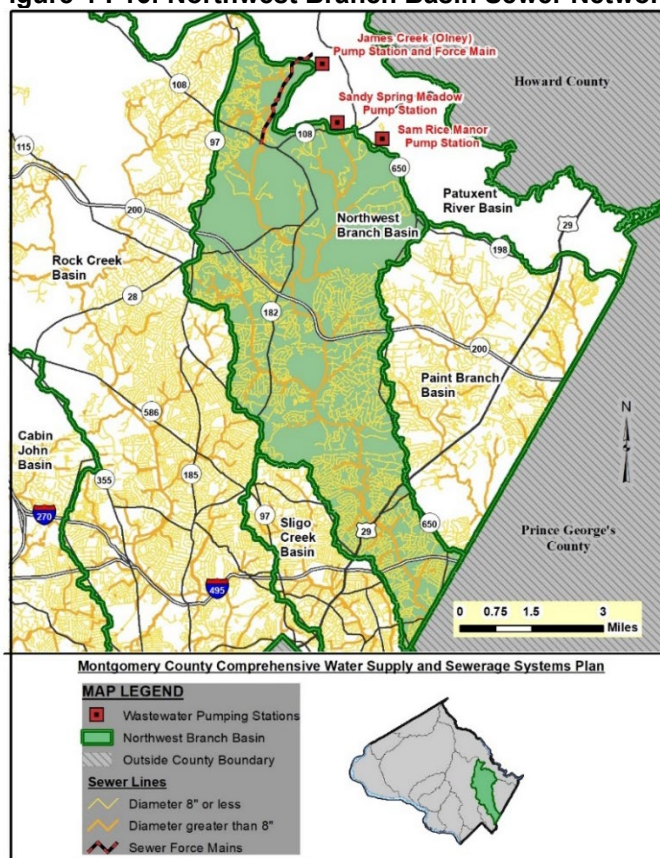 igure 4-F16: Northwest Branch Basin Sewer Networ
James Creek (Olney)
Pump Station and Force Main
Howard County
108
Sandy Spring Meadow
Pump Station
97
108
Sam Rice Manor
Pump Station
115
650
Patuxent
River Basin
200
Northwest
Branch Basin
29
198
Rock Creek
Basin
28
182
200
Paint Branch
Basin
586
N
Cabin
John
Basin
185
355
97
270
Sligo
Creek
Basin
29
650
Prince George's
County
495
0 0.75 1.5 3
Miles
Montgomery County Comprehensive Water Supply and Sewerage Systems Plan
MAP LEGEND
Wastewater Pumping Stations
Northwest Branch Basin
Outside County Boundary
Sewer Lines
Diameter 8" or less
Diameter greater than 8"
Sewer Force Mains